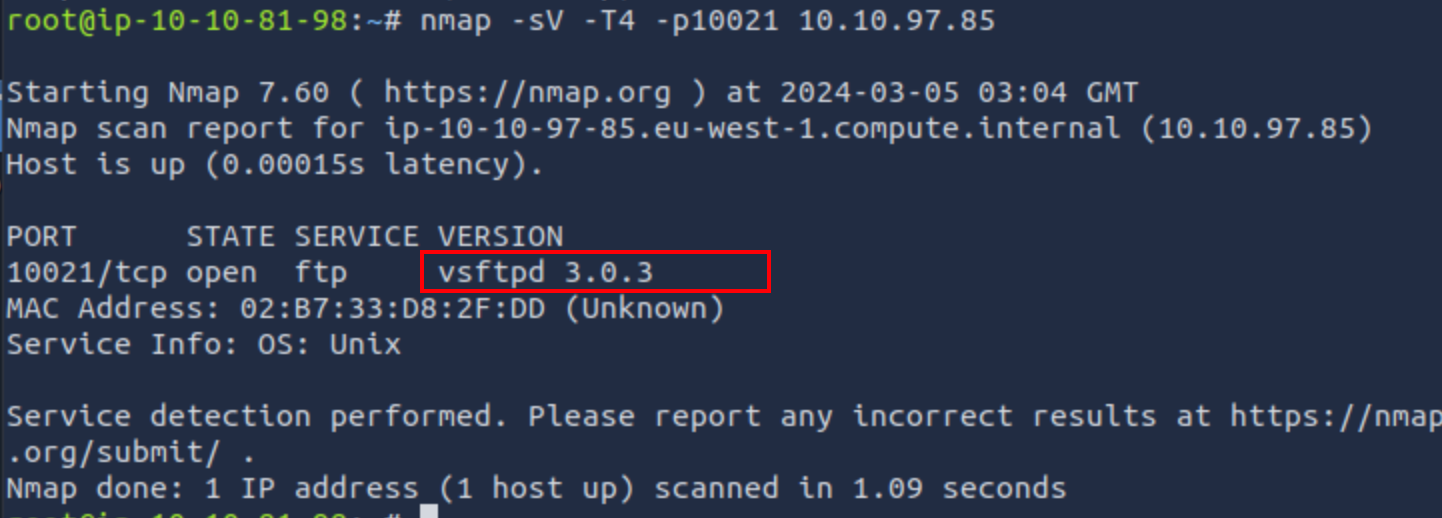 root@ip-10-10-81-98:~# nmap -sV -T4 -p10021 10.10.97.85
Starting Nmap 7.60 ( https://nmap.org ) at 2024-03-05 03:04 GMT
Nmap scan report for ip-10-10-97-85.eu-west-1.compute.internal (10.10.97.85)
Host is up (0.00015s latency).
PORT      STATE SERVICE VERSION
10021/tcp open  ftp     vsftpd 3.0.3
MAC Address: 02:B7:33:D8:2F:DD (Unknown)
Service Info: OS: Unix
Service detection performed. Please report any incorrect results at https://nmap
.org/submit/ .
Nmap done: 1 IP address (1 host up) scanned in 1.09 seconds